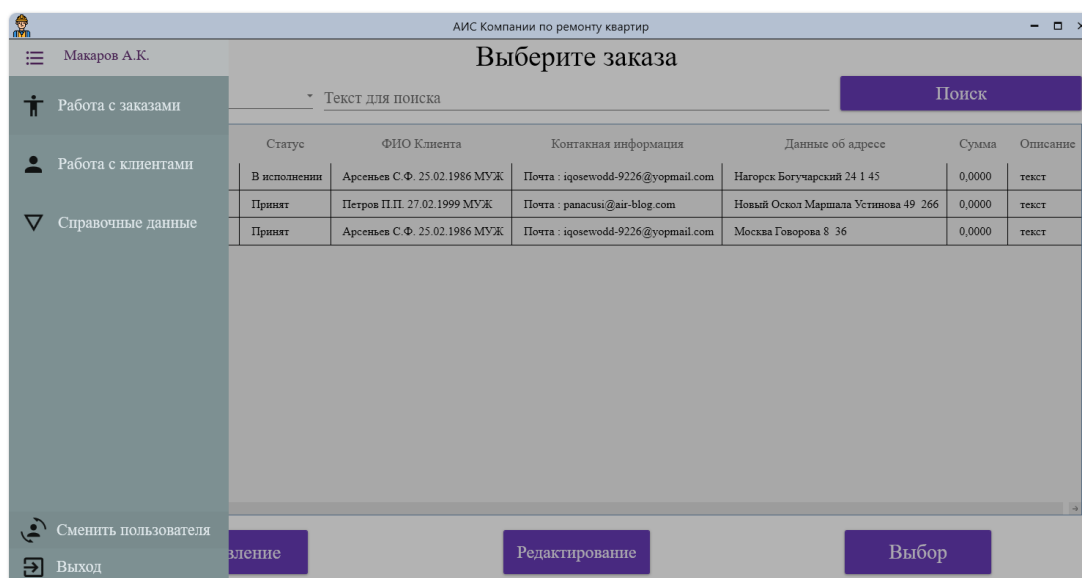 АИС Компании по ремонту квартир
Макаров А.К.
Выберите заказа
Работа с заказами
Текст для поиска
Поиск
Статус ФИО Клиента Контакная информация Данные об адресе Сумма Описание
Работа с клиентами
В исполнении Арсеньев С.Ф. 25.02.1986 МУЖ Почта : iqosewodd-9226@yopmail.com Нагорск Богучарский 24 1 45 0,0000 текст
Принят Петров П.П. 27.02.1999 МУЖ Почта : panacusi@air-blog.com Новый Оскол Маршала Устинова 49 266 0,0000 текст
Справочные данные
Принят Арсеньев С.Ф. 25.02.1986 МУЖ Почта : iqosewodd-9226@yopmail.com Москва Говорова 8 36 0,0000 текст
Сменить пользователя
вление
Редактирование
Выбор
Выход